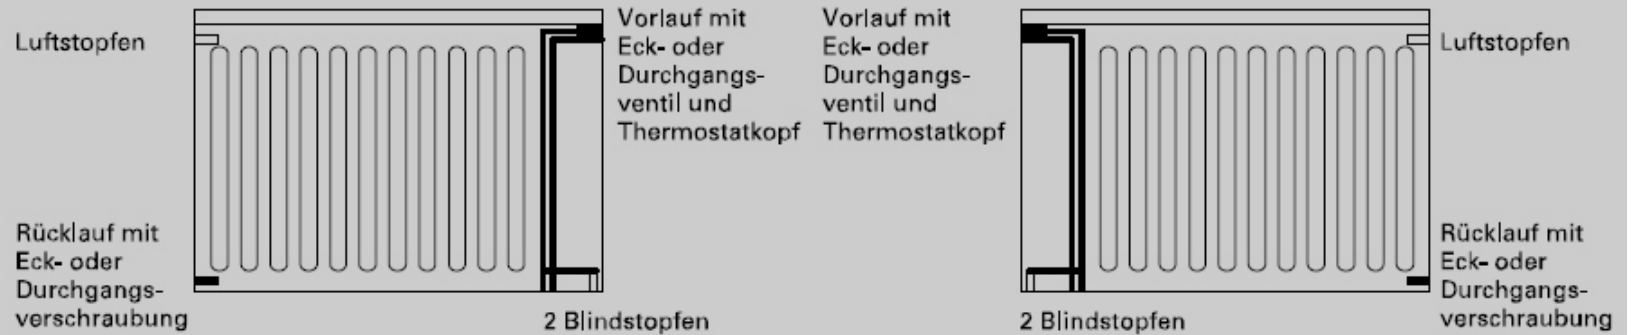 Luftstopfen
Vorlauf mit
Eck- oder
Durchgangs-
ventil und
Thermostatkopf
Rücklauf mit
Eck- oder
Durchgangs-
verschraubung
2 Blindstopfen
Vorlauf mit
Eck- oder
Durchgangs-
ventil und
Thermostatkopf
Luftstopfen
2 Blindstopfen
Rücklauf mit
Eck- oder
Durchgangs-
verschraubung